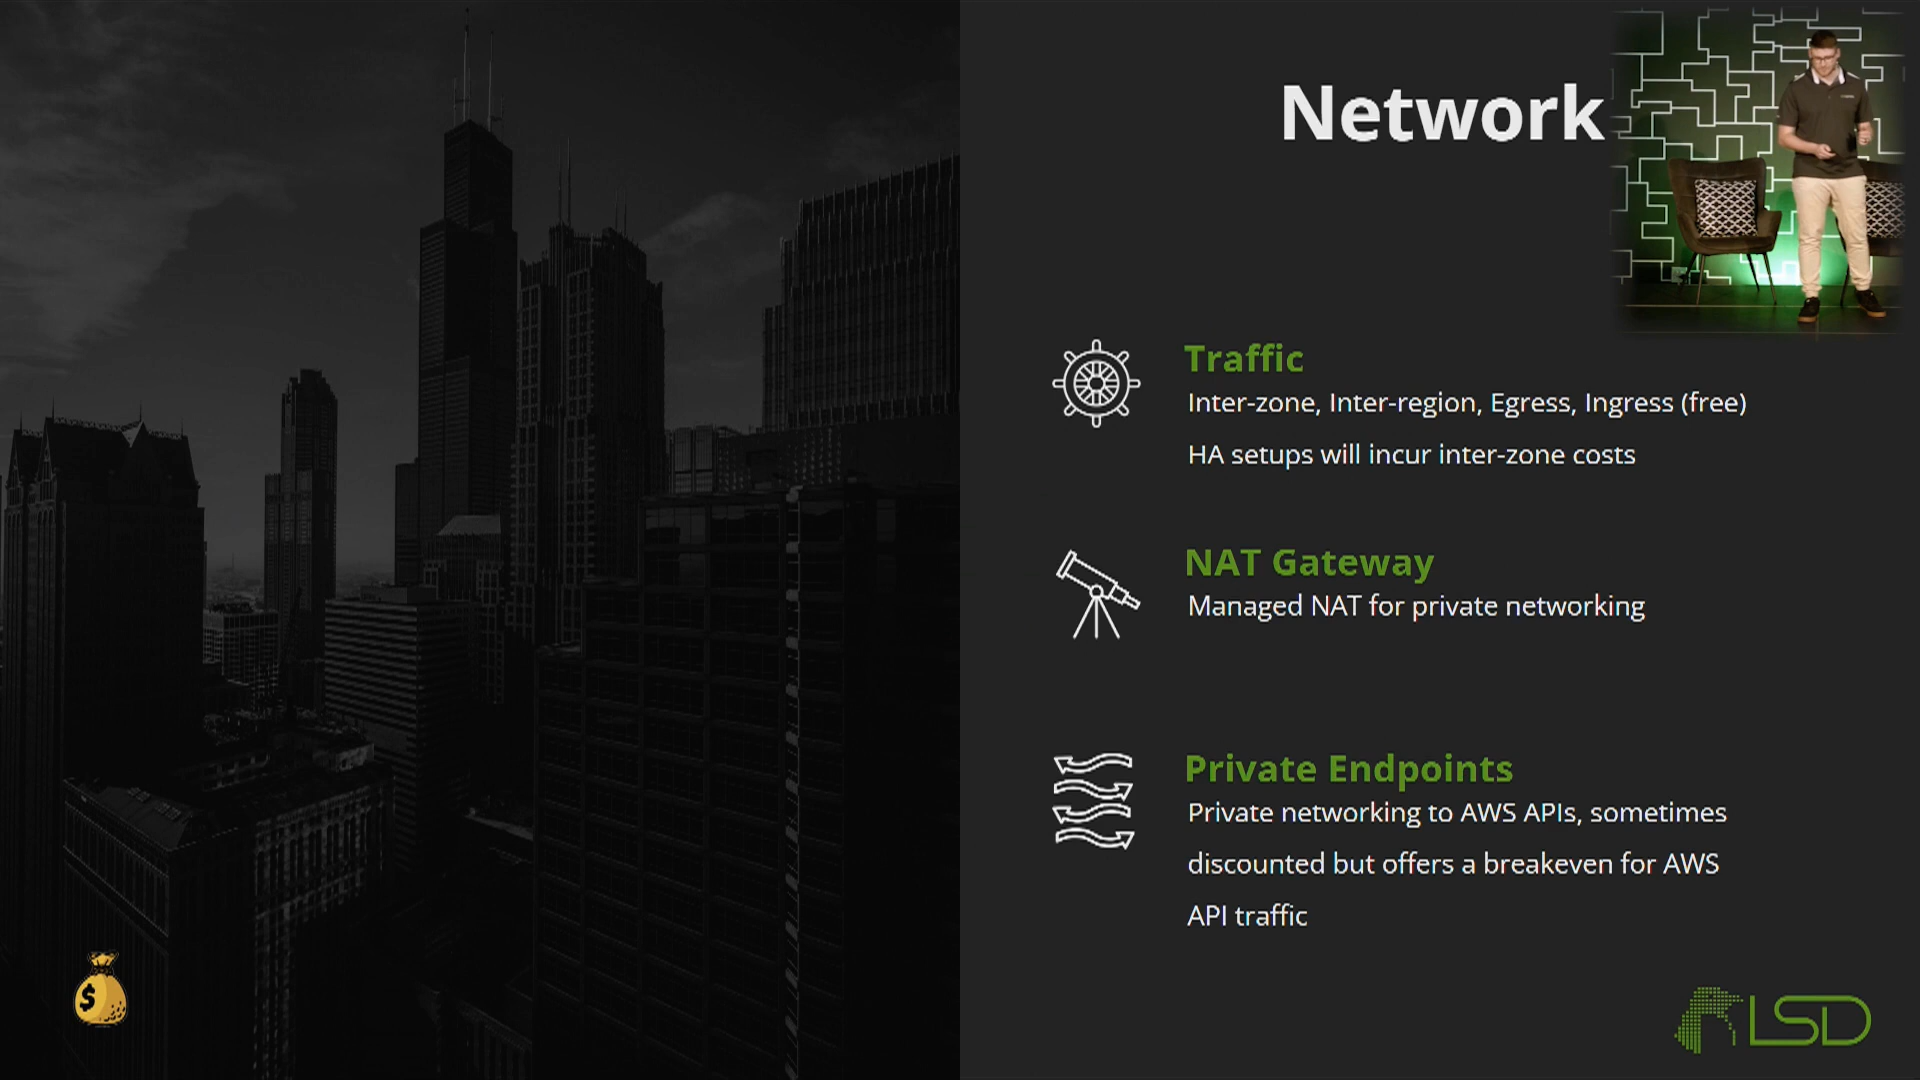 Network
Traffic
Inter-zone, Inter-region, Egress, Ingress (free)
HA setups will incur inter-zone costs
NAT Gateway
Managed NAT for private networking
Private Endpoints
Private networking to AWS APIs, sometimes
discounted but offers a breakeven for AWS
API traffic
$
LSD